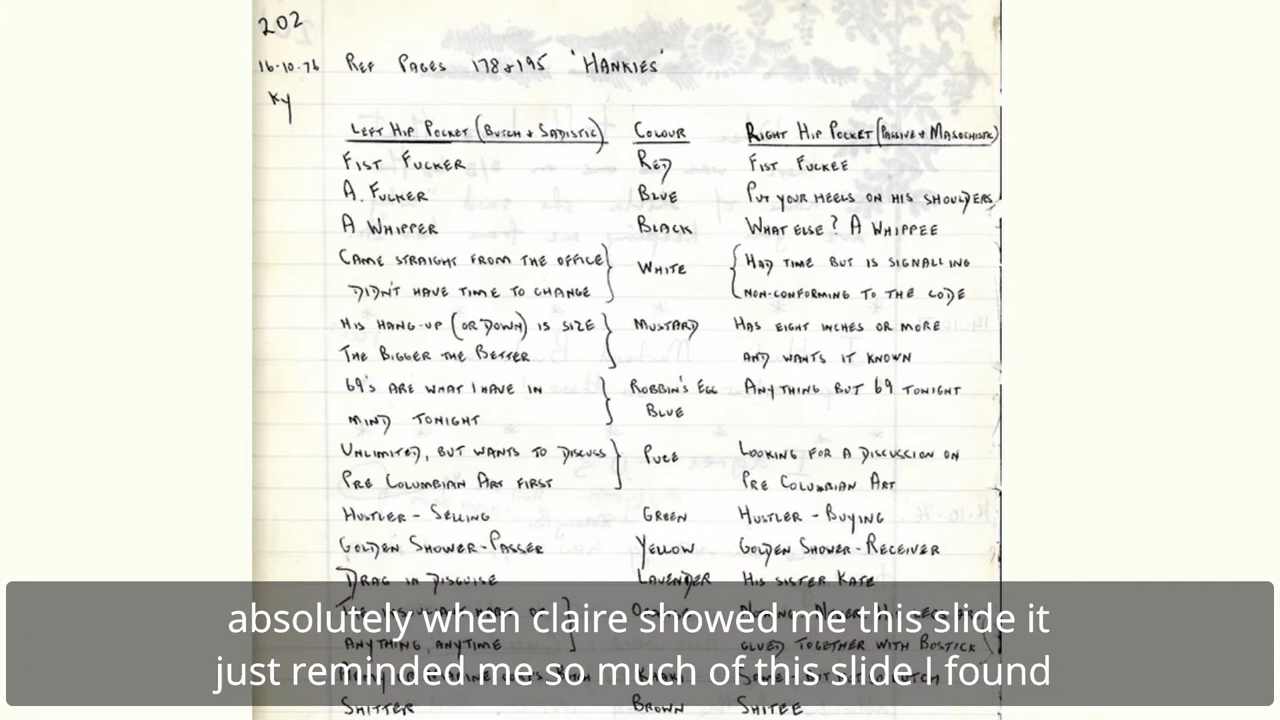 202
16-10-76 REF PAGES 178 & 195 'HANKIES'
KY
LEFT HIP POCKET (BUTCH & SADISTIC) COLOUR RIGHT HIP POCKET (PASSIVE & MASOCHISTIC)
FIST FUCKER RED FIST FUCKEE
A. FUCKER BLUE PUT YOUR HEELS ON HIS SHOULDERS
A WHIPPER BLACK WHAT ELSE? A WHIPPEE
CAME STRAIGHT FROM THE OFFICE HAD TIME BUT IS SIGNALLING
WHITE
DIDN'T HAVE TIME TO CHANGE NON-CONFORMING TO THE CODE
HIS HANG-UP (OR DOWN) IS SIZE MUSTARD HAS EIGHT INCHES OR MORE
THE BIGGER THE BETTER AND WANTS IT KNOWN
69'S ARE WHAT I HAVE IN ROBBIN'S EGG ANYTHING BUT 69 TONIGHT
MIND TONIGHT BLUE
UNLIMITED, BUT WANTS TO DISCUSS PUCE LOOKING FOR A DISCUSSION ON
PRE COLUMBIAN ART FIRST PRE COLUMBIAN ART
HUSTLER - SELLING GREEN HUSTLER - BUYING
GOLDEN SHOWER - PASSER YELLOW GOLDEN SHOWER - RECEIVER
DRAG IN DISGUISE LAVENDER HIS SISTER KATE
ANYTHING, ANYTIME GLUED TOGETHER WITH BOSTICK
SHITTER BROWN SHITEE
absolutely when claire showed me this slide it
just reminded me so much of this slide I found